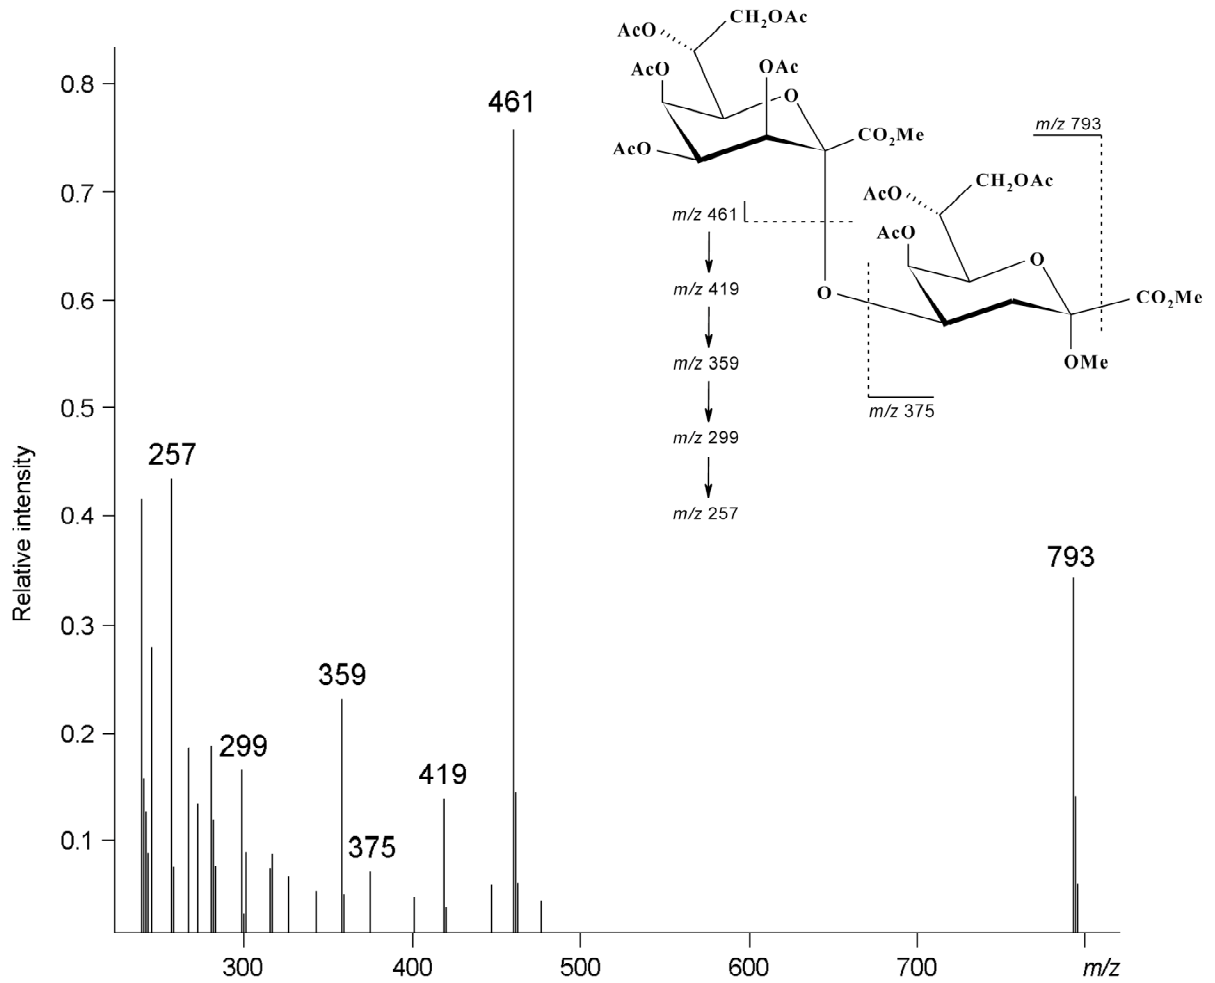 CH2OAc
AcO
AcO
OAc
O
CO2Me
AcO
m/z 793
CH2OAc
AcO
AcO
O
CO2Me
O
OMe
m/z 461
m/z 419
m/z 359
m/z 299
m/z 257
m/z 375
Relative intensity
0.8
0.7
0.6
0.5
0.4
0.3
0.2
0.1
461
257
793
359
299
419
375
300 400 500 600 700 m/z